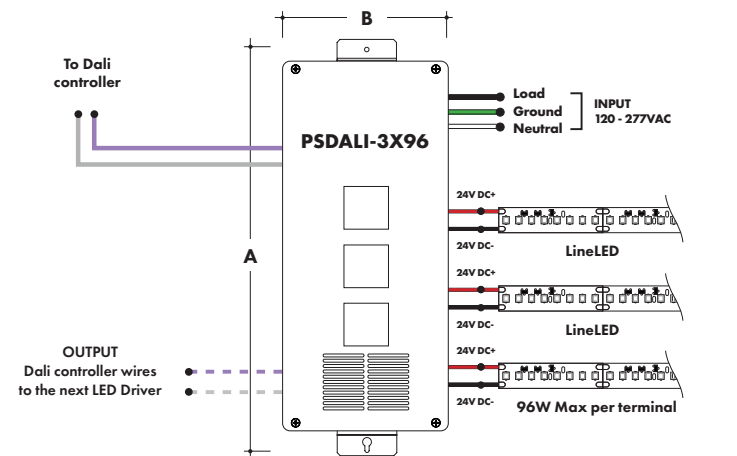 B
To Dali
controller
Load
Ground
Neutral
INPUT
120 - 277VAC
PSDALI-3X96
24V DC+
24V DC-
LineLED
A
24V DC+
24V DC-
LineLED
24V DC+
24V DC-
96W Max per terminal
OUTPUT
Dali controller wires
to the next LED Driver